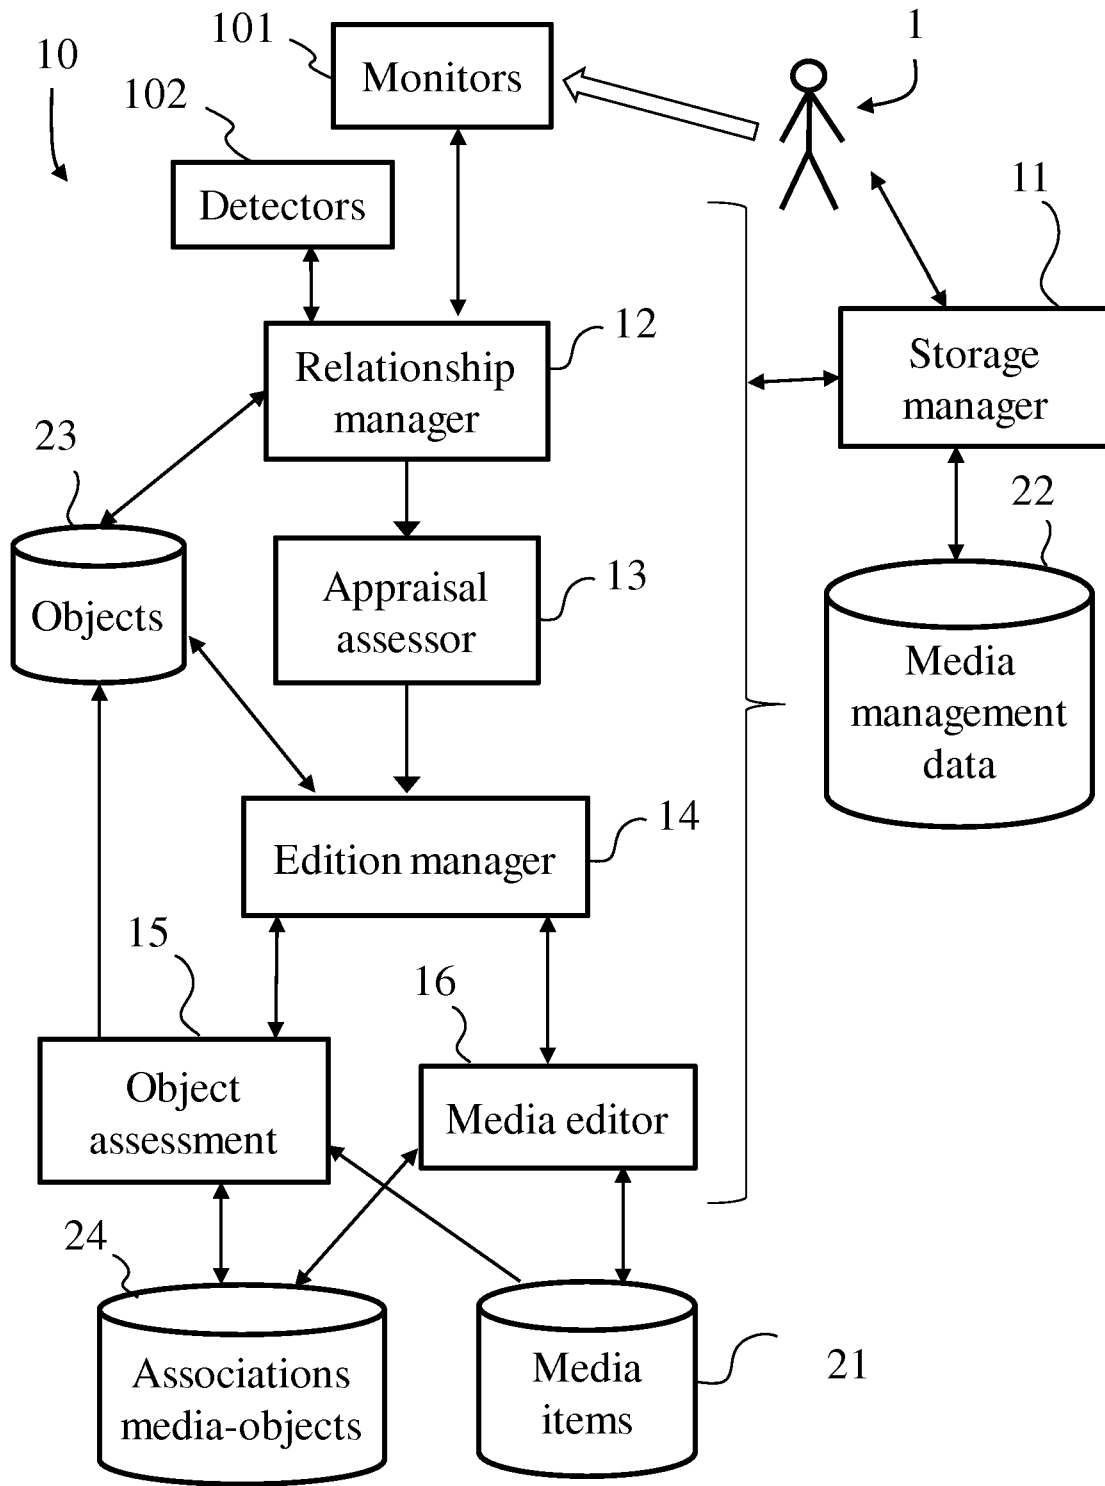 101
Monitors
1
10
102
Detectors
11
12
Relationship
manager
Storage
manager
23
22
Objects
Appraisal
assessor
13
Media
management
data
14
Edition manager
15
16
Object
assessment
Media editor
24
Associations
media-objects
Media
items
21